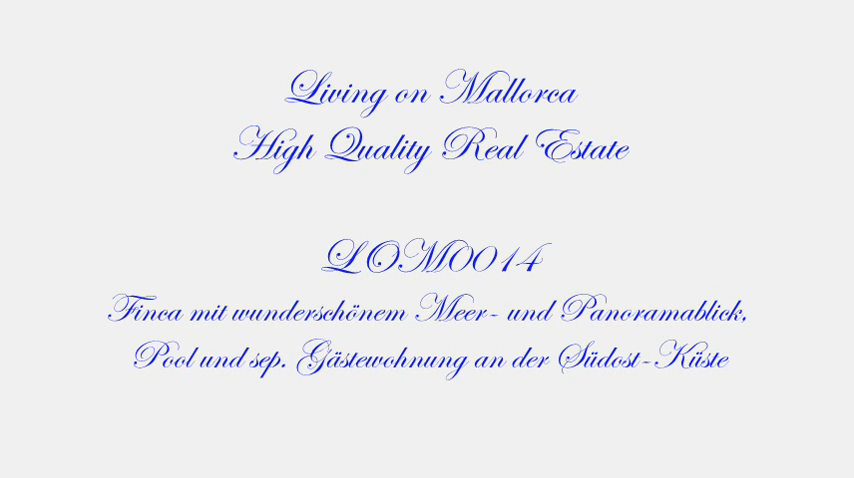 Living on Mallorca
High Quality Real Estate
LOM0014
Finca mit wunderschönem Meer- und Panoramablick,
Pool und sep. Gästewohnung an der Südost-Küste